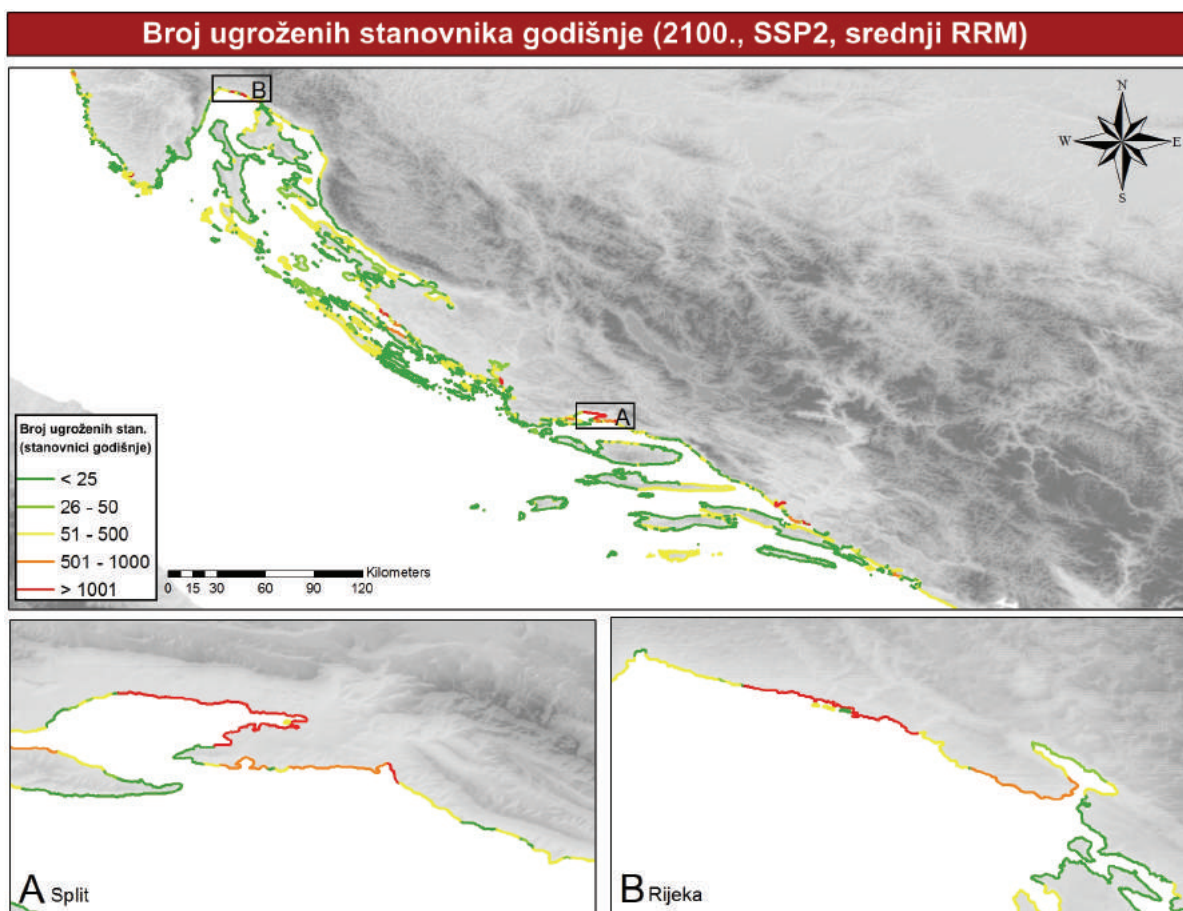 Broj ugroženih stanovnika godišnje (2100., SSP2, srednji RRM)
B
N
W
E
S
A
Broj ugroženih stan.
(stanovnici godišnje)
< 25
26 - 50
51 - 500
501 - 1000
> 1001
Kilometers
0 15 30 60 90 120
A Split
B Rijeka